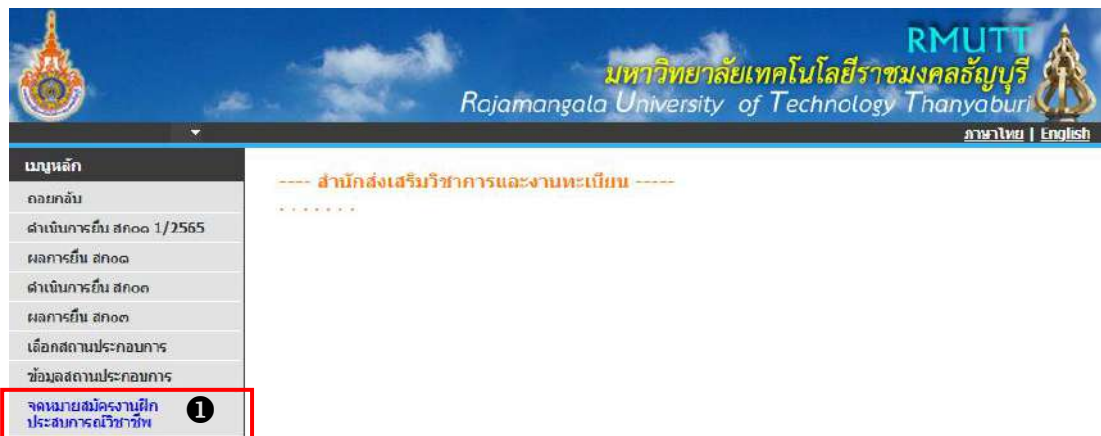 RMUTT
มหาวิทยาลัยเทคโนโลยีราชมงคลธัญบุรี
Rajamangala University of Technology Thanyaburi
ภาษาไทย | English
เมนูหลัก
---- สำนักส่งเสริมวิชาการและงานทะเบียน -----
. . . . . . .
ถอยกลับ
ดำเนินการยื่น สก๐๑ 1/2565
ผลการยื่น สก๐๑
ดำเนินการยื่น สก๐๓
ผลการยื่น สก๐๓
เลือกสถานประกอบการ
ข้อมูลสถานประกอบการ
จดหมายสมัครงานฝึก
ประสบการณ์วิชาชีพ
❶